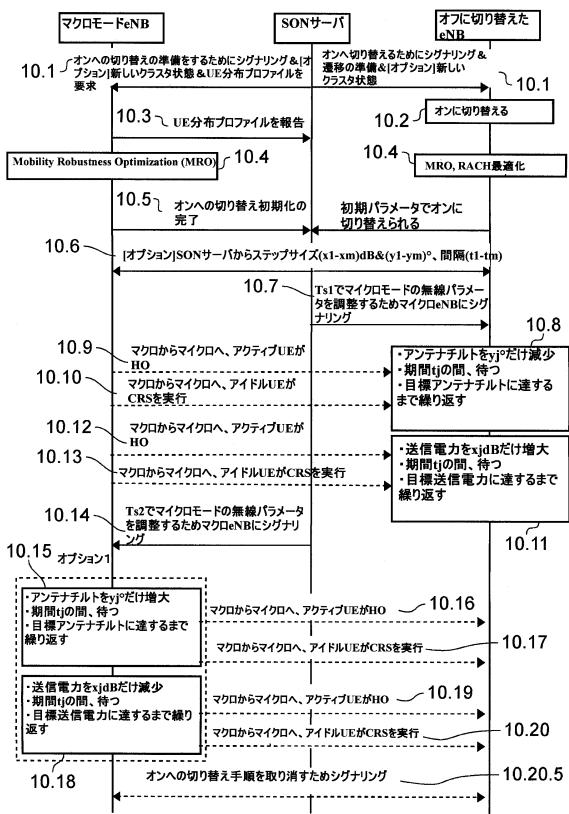 マクロモードeNB
SONサーバ
オフに切り替えた
eNB
10.1
オンへの切り替えの準備をするためにシグナリング＆|オ
プション|新しいクラスタ状態＆UE分布プロファイルを
要求
オンへ切り替えるためにシグナリング＆
遷移の準備＆|オプション|新しい
クラスタ状態
10.1
10.2
オンに切り替える
10.3
UE分布プロファイルを報告
Mobility Robustness Optimization (MRO)
10.4
10.4
MRO, RACH最適化
10.5
オンへの切り替え初期化の
完了
初期パラメータでオンに
切り替えられる
10.6
|オプション|SONサーバからステップサイズ(x1-xm)dB&(y1-ym)°、間隔(t1-tm)
10.7
Ts1でマイクロモードの無線パラメー
タを調整するためマイクロeNBにシグ
ナリング
10.8
10.9
マクロからマイクロへ、アクティブUEが
HO
・アンテナチルトをyj°だけ減少
・期間tjの間、待つ
・目標アンテナチルトに達する
まで繰り返す
10.10
マクロからマイクロへ、アイドルUEが
CRSを実行
10.12
マクロからマイクロへ、アクティブUEが
HO
・送信電力をxjdBだけ増大
・期間tjの間、待つ
・目標送信電力に達するまで
繰り返す
10.13
マクロからマイクロへ、アイドルUEがCRSを実行
10.11
10.14
Ts2でマイクロモードの無線パラメータ
を調整するためマクロeNBにシグナリ
ング
10.15
オプション1
・アンテナチルトをyj°だけ増大
・期間tjの間、待つ
・目標アンテナチルトに達するまで
繰り返す
マクロからマイクロへ、アクティブUEがHO
10.16
マクロからマイクロへ、アイドルUEがCRSを実行
10.17
・送信電力をxjdBだけ減少
・期間tjの間、待つ
・目標送信電力に達するまで繰り
返す
マクロからマイクロへ、アクティブUEがHO
10.19
マクロからマイクロへ、アイドルUEがCRSを実行
10.20
10.18
オンへの切り替え手順を取り消すためシグナリング
10.20.5